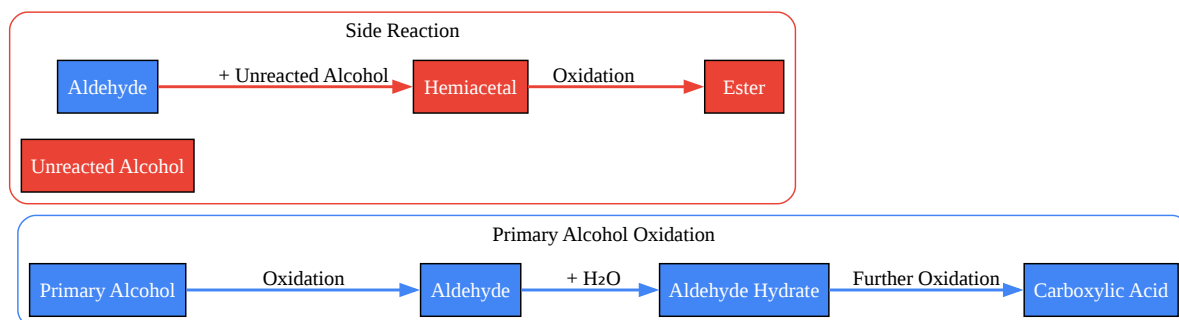 Side Reaction
Aldehyde
+ Unreacted Alcohol
Hemiacetal
Oxidation
Ester
Unreacted Alcohol
Primary Alcohol Oxidation
Primary Alcohol
Oxidation
Aldehyde
+ H₂O
Aldehyde Hydrate
Further Oxidation
Carboxylic Acid